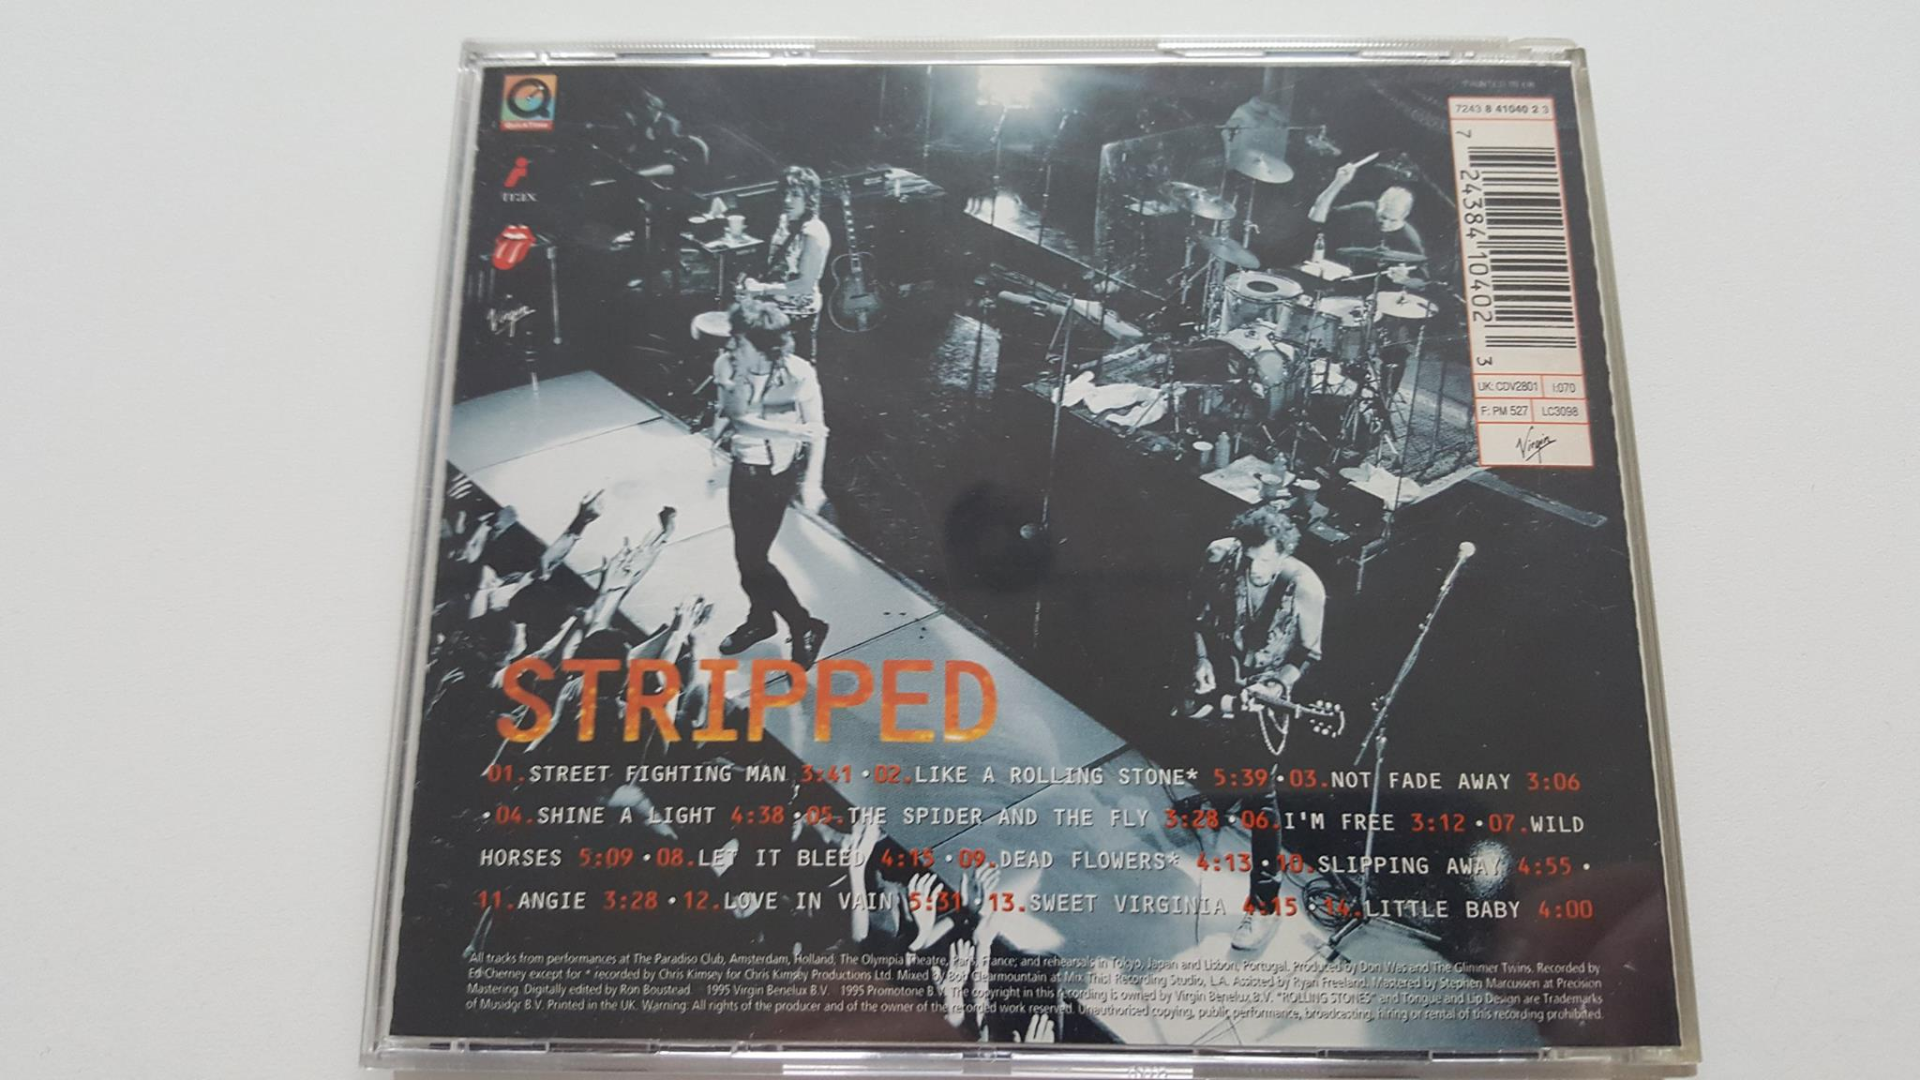 QuickTime
trax
Virgin
7243 8 41040 2 3
7 24384 10402 3
UK: CDV2801 I:070
F: PM 527 LC3098
Virgin
STRIPPED
01.STREET FIGHTING MAN 3:41 • 02.LIKE A ROLLING STONE* 5:39 • 03.NOT FADE AWAY 3:06
• 04.SHINE A LIGHT 4:38 • 05.THE SPIDER AND THE FLY 3:28 • 06.I'M FREE 3:12 • 07.WILD
HORSES 5:09 • 08.LET IT BLEED 4:15 • 09.DEAD FLOWERS* 4:13 • 10.SLIPPING AWAY 4:55 •
11.ANGIE 3:28 • 12.LOVE IN VAIN 5:31 • 13.SWEET VIRGINIA 4:15 • 14.LITTLE BABY 4:00
All tracks from performances at The Paradiso Club, Amsterdam, Holland, The Olympia Theatre, Paris, France; and rehearsals in Tokyo, Japan and Lisbon, Portugal. Produced by Don Was and The Glimmer Twins. Recorded by
Ed Cherney except for * recorded by Chris Kimsey for Chris Kimsey Productions Ltd. Mixed by Bob Clearmountain at Mix This! Recording Studio, L.A. Assisted by Ryan Freeland. Mastered by Stephen Marcussen at Precision
Mastering. Digitally edited by Ron Boustead. 1995 Virgin Benelux B.V. 1995 Promotone B.V. The copyright in this recording is owned by Virgin Benelux B.V. "ROLLING STONES" and Tongue and Lip Design are Trademarks
of Musidor B.V. Printed in the UK. Warning: All rights of the producer and of the owner of the recorded work reserved. Unauthorised copying, public performance, broadcasting, hiring or rental of this recording prohibited.